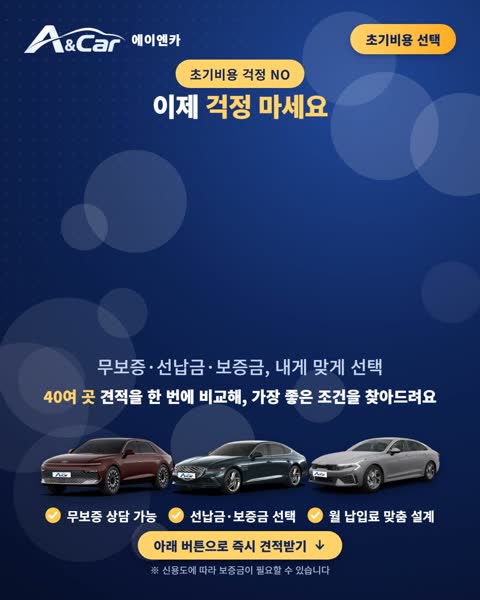 A&Car 에이엔카
초기비용 선택
초기비용 걱정 NO
이제 걱정 마세요
무보증·선납금·보증금, 내게 맞게 선택
40여 곳 견적을 한 번에 비교해, 가장 좋은 조건을 찾아드려요
A&Car A&Car A&Car
무보증 상담 가능 선납금·보증금 선택 월 납입료 맞춤 설계
아래 버튼으로 즉시 견적받기 ↓
※ 신용도에 따라 보증금이 필요할 수 있습니다